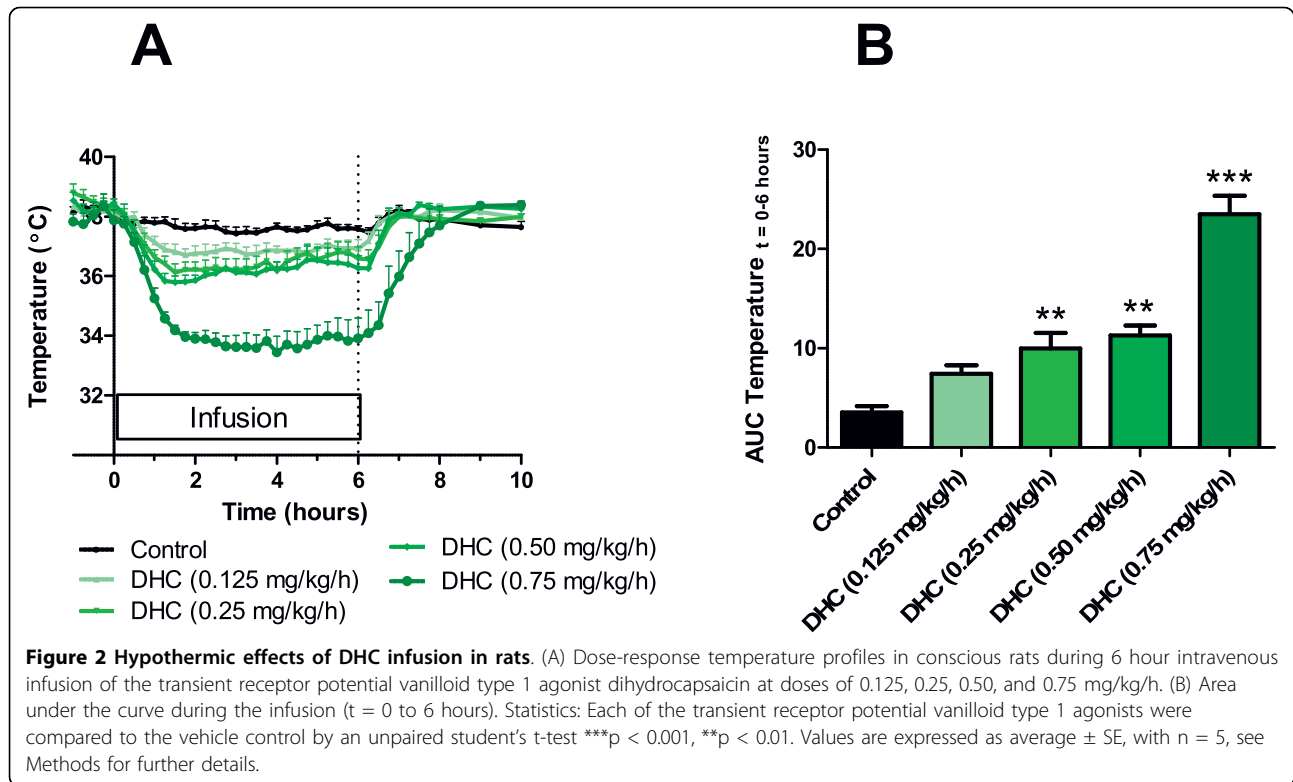 A
B
40
38
36
34
32
Temperature (°C)
Infusion
0
2
4
6
8
10
Time (hours)
Control
DHC (0.125 mg/kg/h)
DHC (0.25 mg/kg/h)
DHC (0.50 mg/kg/h)
DHC (0.75 mg/kg/h)
30
20
10
0
AUC Temperature t = 0-6 hours
**
**
***
Control
DHC (0.125 mg/kg/h)
DHC (0.25 mg/kg/h)
DHC (0.50 mg/kg/h)
DHC (0.75 mg/kg/h)
Figure 2 Hypothermic effects of DHC infusion in rats. (A) Dose-response temperature profiles in conscious rats during 6 hour intravenous
infusion of the transient receptor potential vanilloid type 1 agonist dihydrocapsaicin at doses of 0.125, 0.25, 0.50, and 0.75 mg/kg/h. (B) Area
under the curve during the infusion (t = 0 to 6 hours). Statistics: Each of the transient receptor potential vanilloid type 1 agonists were
compared to the vehicle control by an unpaired student's t-test ***p < 0.001, **p < 0.01. Values are expressed as average ± SE, with n = 5, see
Methods for further details.